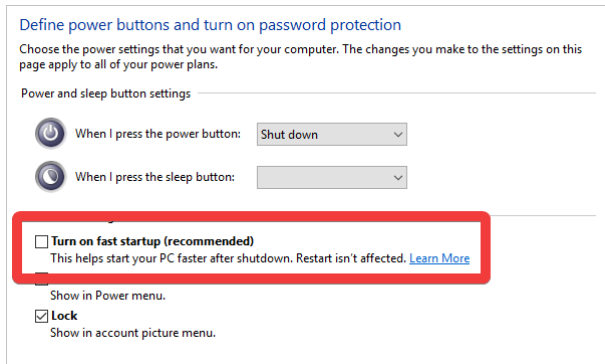 Define power buttons and turn on password protection
Choose the power settings that you want for your computer. The changes you make to the settings on this
page apply to all of your power plans.
Power and sleep button settings
When I press the power button: Shut down
When I press the sleep button:
Turn on fast startup (recommended)
This helps start your PC faster after shutdown. Restart isn't affected. Learn More
Show in Power menu.
Lock
Show in account picture menu.